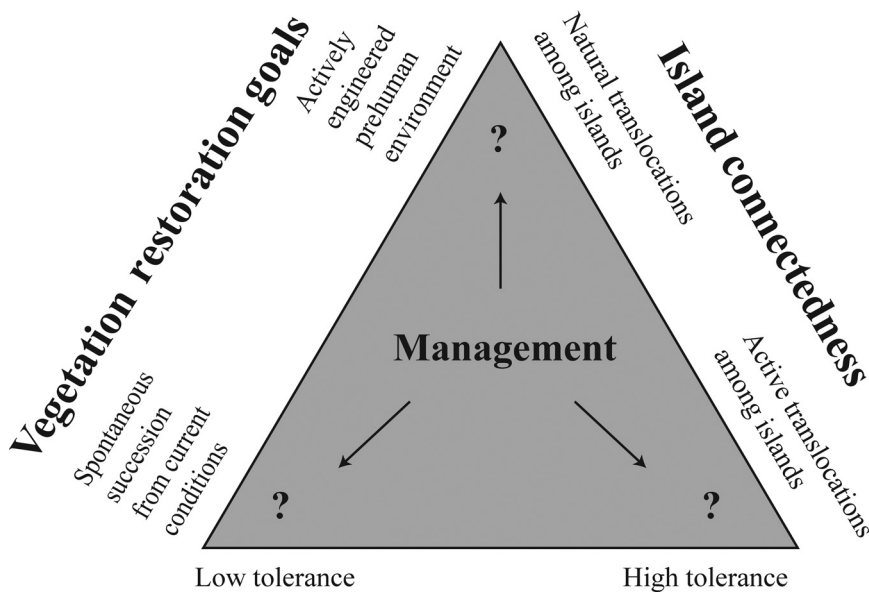 Vegetation restoration goals
Actively
engineered
prehuman
environment
Natural translocations
among islands
Island connectedness
?
Management
Spontaneous
succession
from current
conditions
Active translocations
among islands
?
?
Low tolerance
High tolerance